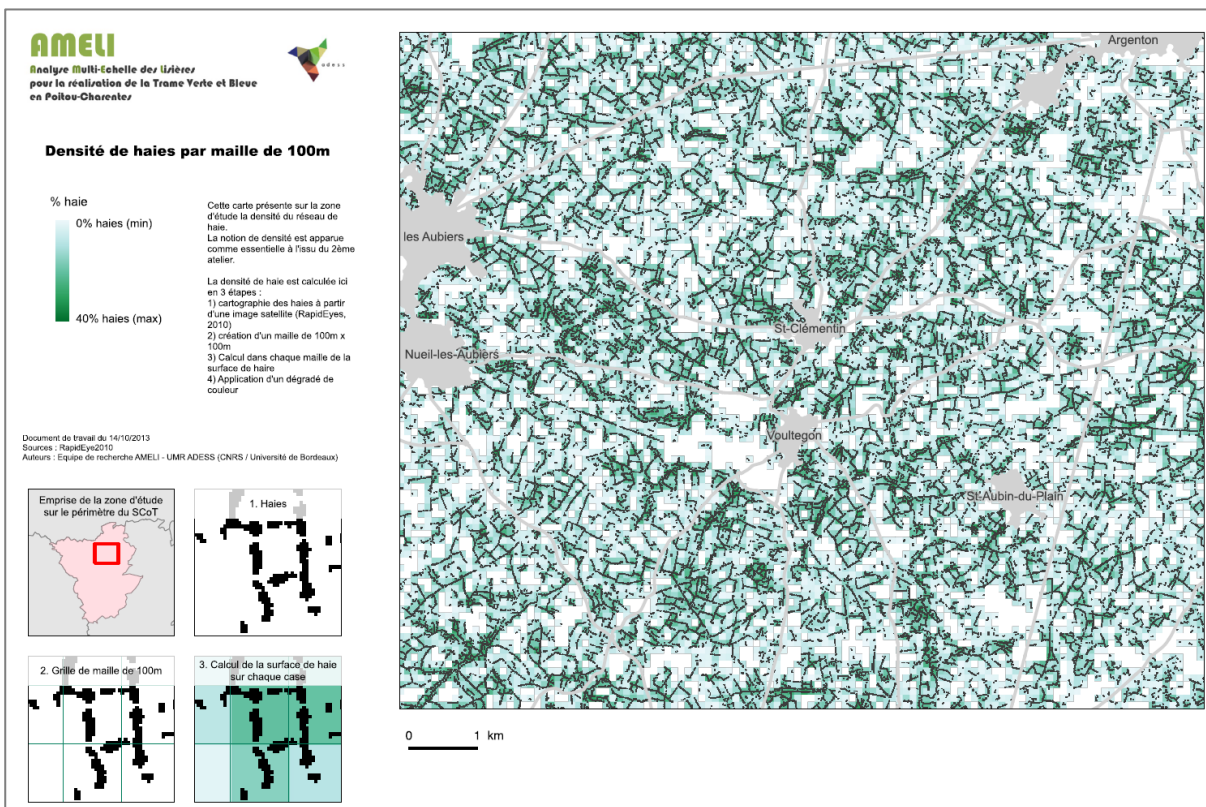 AMELI
Analyse Multi-Echelle des Lisières
pour la réalisation de la Trame Verte et Bleue
en Poitou-Charentes
adess
Densité de haies par maille de 100m
% haie
0% haies (min)
40% haies (max)
Cette carte présente sur la zone
d'étude la densité du réseau de
haie.
La notion de densité est apparue
comme essentielle à l'issu du 2ème
atelier.
La densité de haie est calculée ici
en 3 étapes :
1) cartographie des haies à partir
d'une image satellite (RapidEyes,
2010)
2) création d'un maille de 100m x
100m
3) Calcul dans chaque maille de la
surface de haire
4) Application d'un dégradé de
couleur
Document de travail du 14/10/2013
Sources : RapidEye2010
Auteurs : Equipe de recherche AMELI - UMR ADESS (CNRS / Université de Bordeaux)
Emprise de la zone d'étude
sur le périmètre du SCoT
1. Haies
2. Grille de maille de 100m
3. Calcul de la surface de haie
sur chaque case
Argenton
les Aubiers
St-Clémentin
Nueil-les-Aubiers
Voultegon
St-Aubin-du-Plain
0 1 km